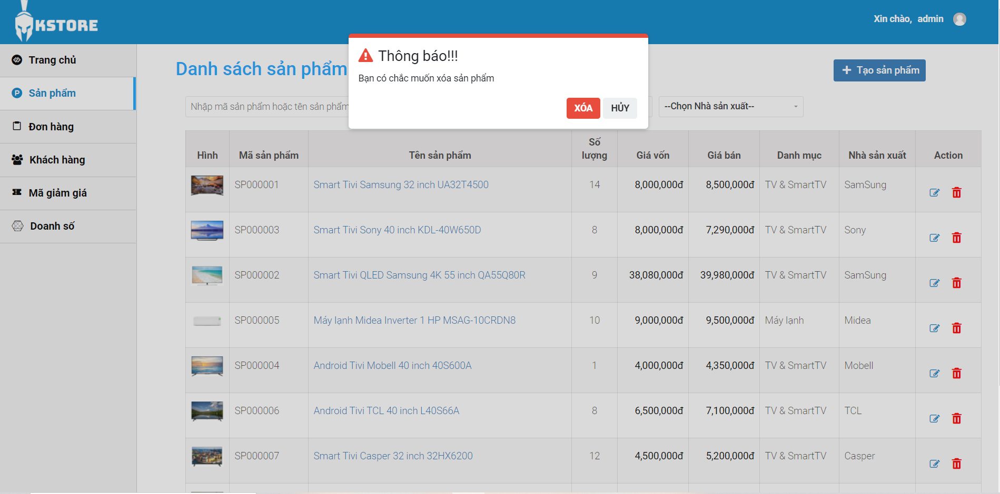 KSTORE
Xin chào, admin
Trang chủ
Sản phẩm
Đơn hàng
Khách hàng
Mã giảm giá
Doanh số
Danh sách sản phẩm
Tạo sản phẩm
Thông báo!!!
Bạn có chắc muốn xóa sản phẩm
XÓA HỦY
Nhập mã sản phẩm hoặc tên sản phẩm
--Chọn Nhà sản xuất--
Hình Mã sản phẩm Tên sản phẩm Số lượng Giá vốn Giá bán Danh mục Nhà sản xuất Action
SP000001 Smart Tivi Samsung 32 inch UA32T4500 14 8,000,000đ 8,500,000đ TV & SmartTV SamSung
SP000003 Smart Tivi Sony 40 inch KDL-40W650D 8 8,000,000đ 7,290,000đ TV & SmartTV Sony
SP000002 Smart Tivi QLED Samsung 4K 55 inch QA55Q80R 9 38,080,000đ 39,980,000đ TV & SmartTV SamSung
SP000005 Máy lạnh Midea Inverter 1 HP MSAG-10CRDN8 10 9,000,000đ 9,500,000đ Máy lạnh Midea
SP000004 Android Tivi Mobell 40 inch 40S600A 1 4,000,000đ 4,350,000đ TV & SmartTV Mobell
SP000006 Android Tivi TCL 40 inch L40S66A 8 6,500,000đ 7,100,000đ TV & SmartTV TCL
SP000007 Smart Tivi Casper 32 inch 32HX6200 12 4,500,000đ 5,200,000đ TV & SmartTV Casper